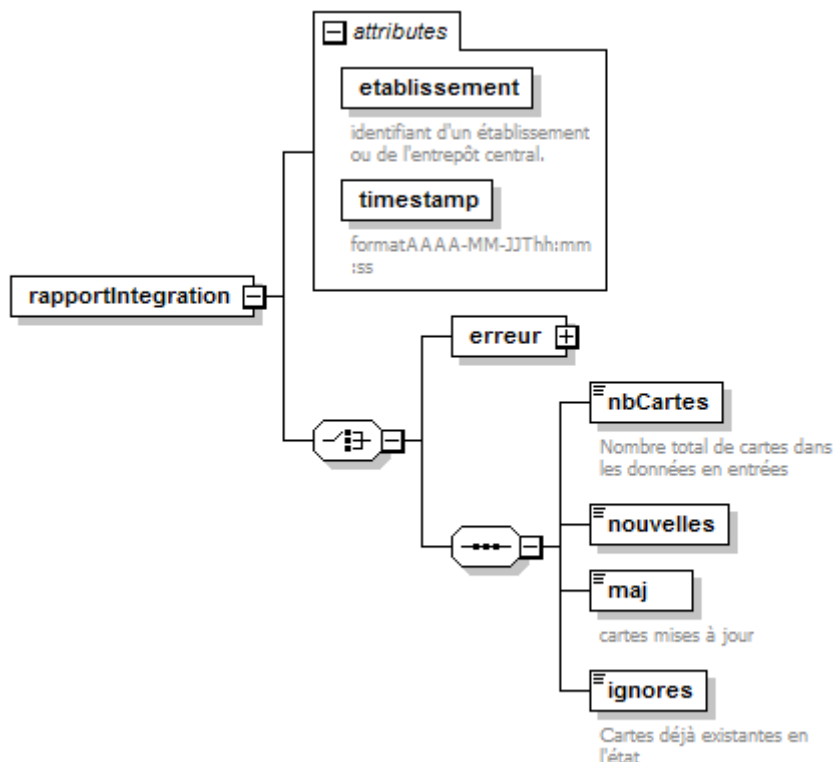 attributes
etablissement
identifiant d'un établissement
ou de l'entrepôt central.
timestamp
formatAAAA-MM-JJThh:mm
:ss
rapportIntegration
erreur
nbCartes
Nombre total de cartes dans
les données en entrées
nouvelles
maj
cartes mises à jour
ignores
Cartes déjà existantes en
l'état